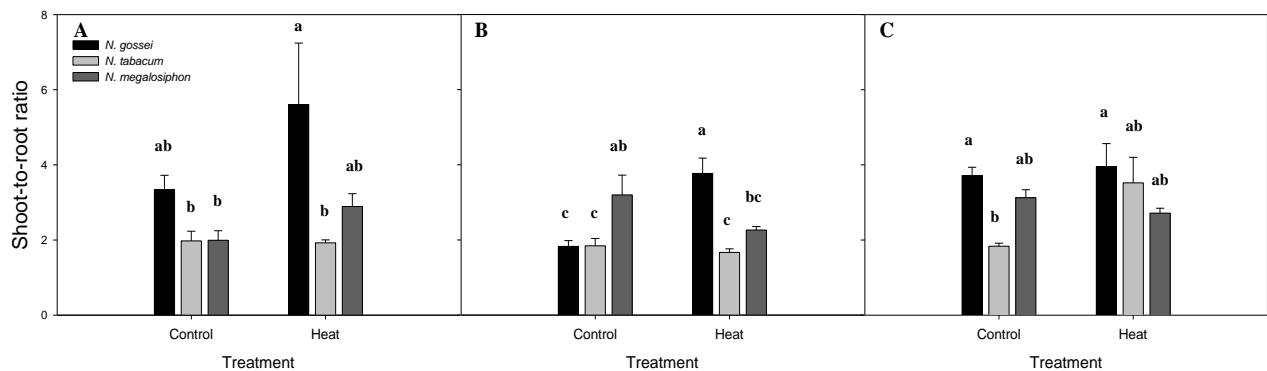 Shoot-to-root ratio
8
6
4
2
0
A
N. gossei
N. tabacum
N. megalosiphon
ab
b
b
a
b
ab
Control
Heat
Treatment
B
c
c
ab
a
c
bc
Control
Heat
Treatment
C
a
b
ab
a
ab
ab
Control
Heat
Treatment